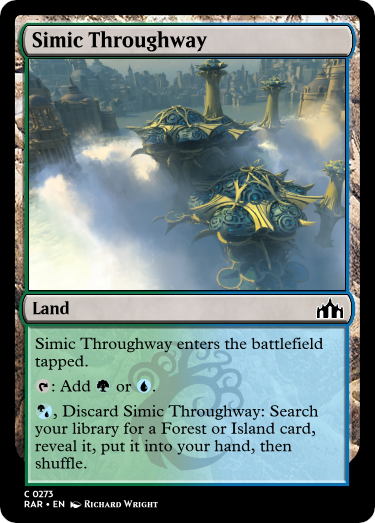 Simic Throughway
Land
Simic Throughway enters the battlefield
tapped.
: Add or .
, Discard Simic Throughway: Search
your library for a Forest or Island card,
reveal it, put it into your hand, then
shuffle.
C 0273
RAR • EN Richard Wright